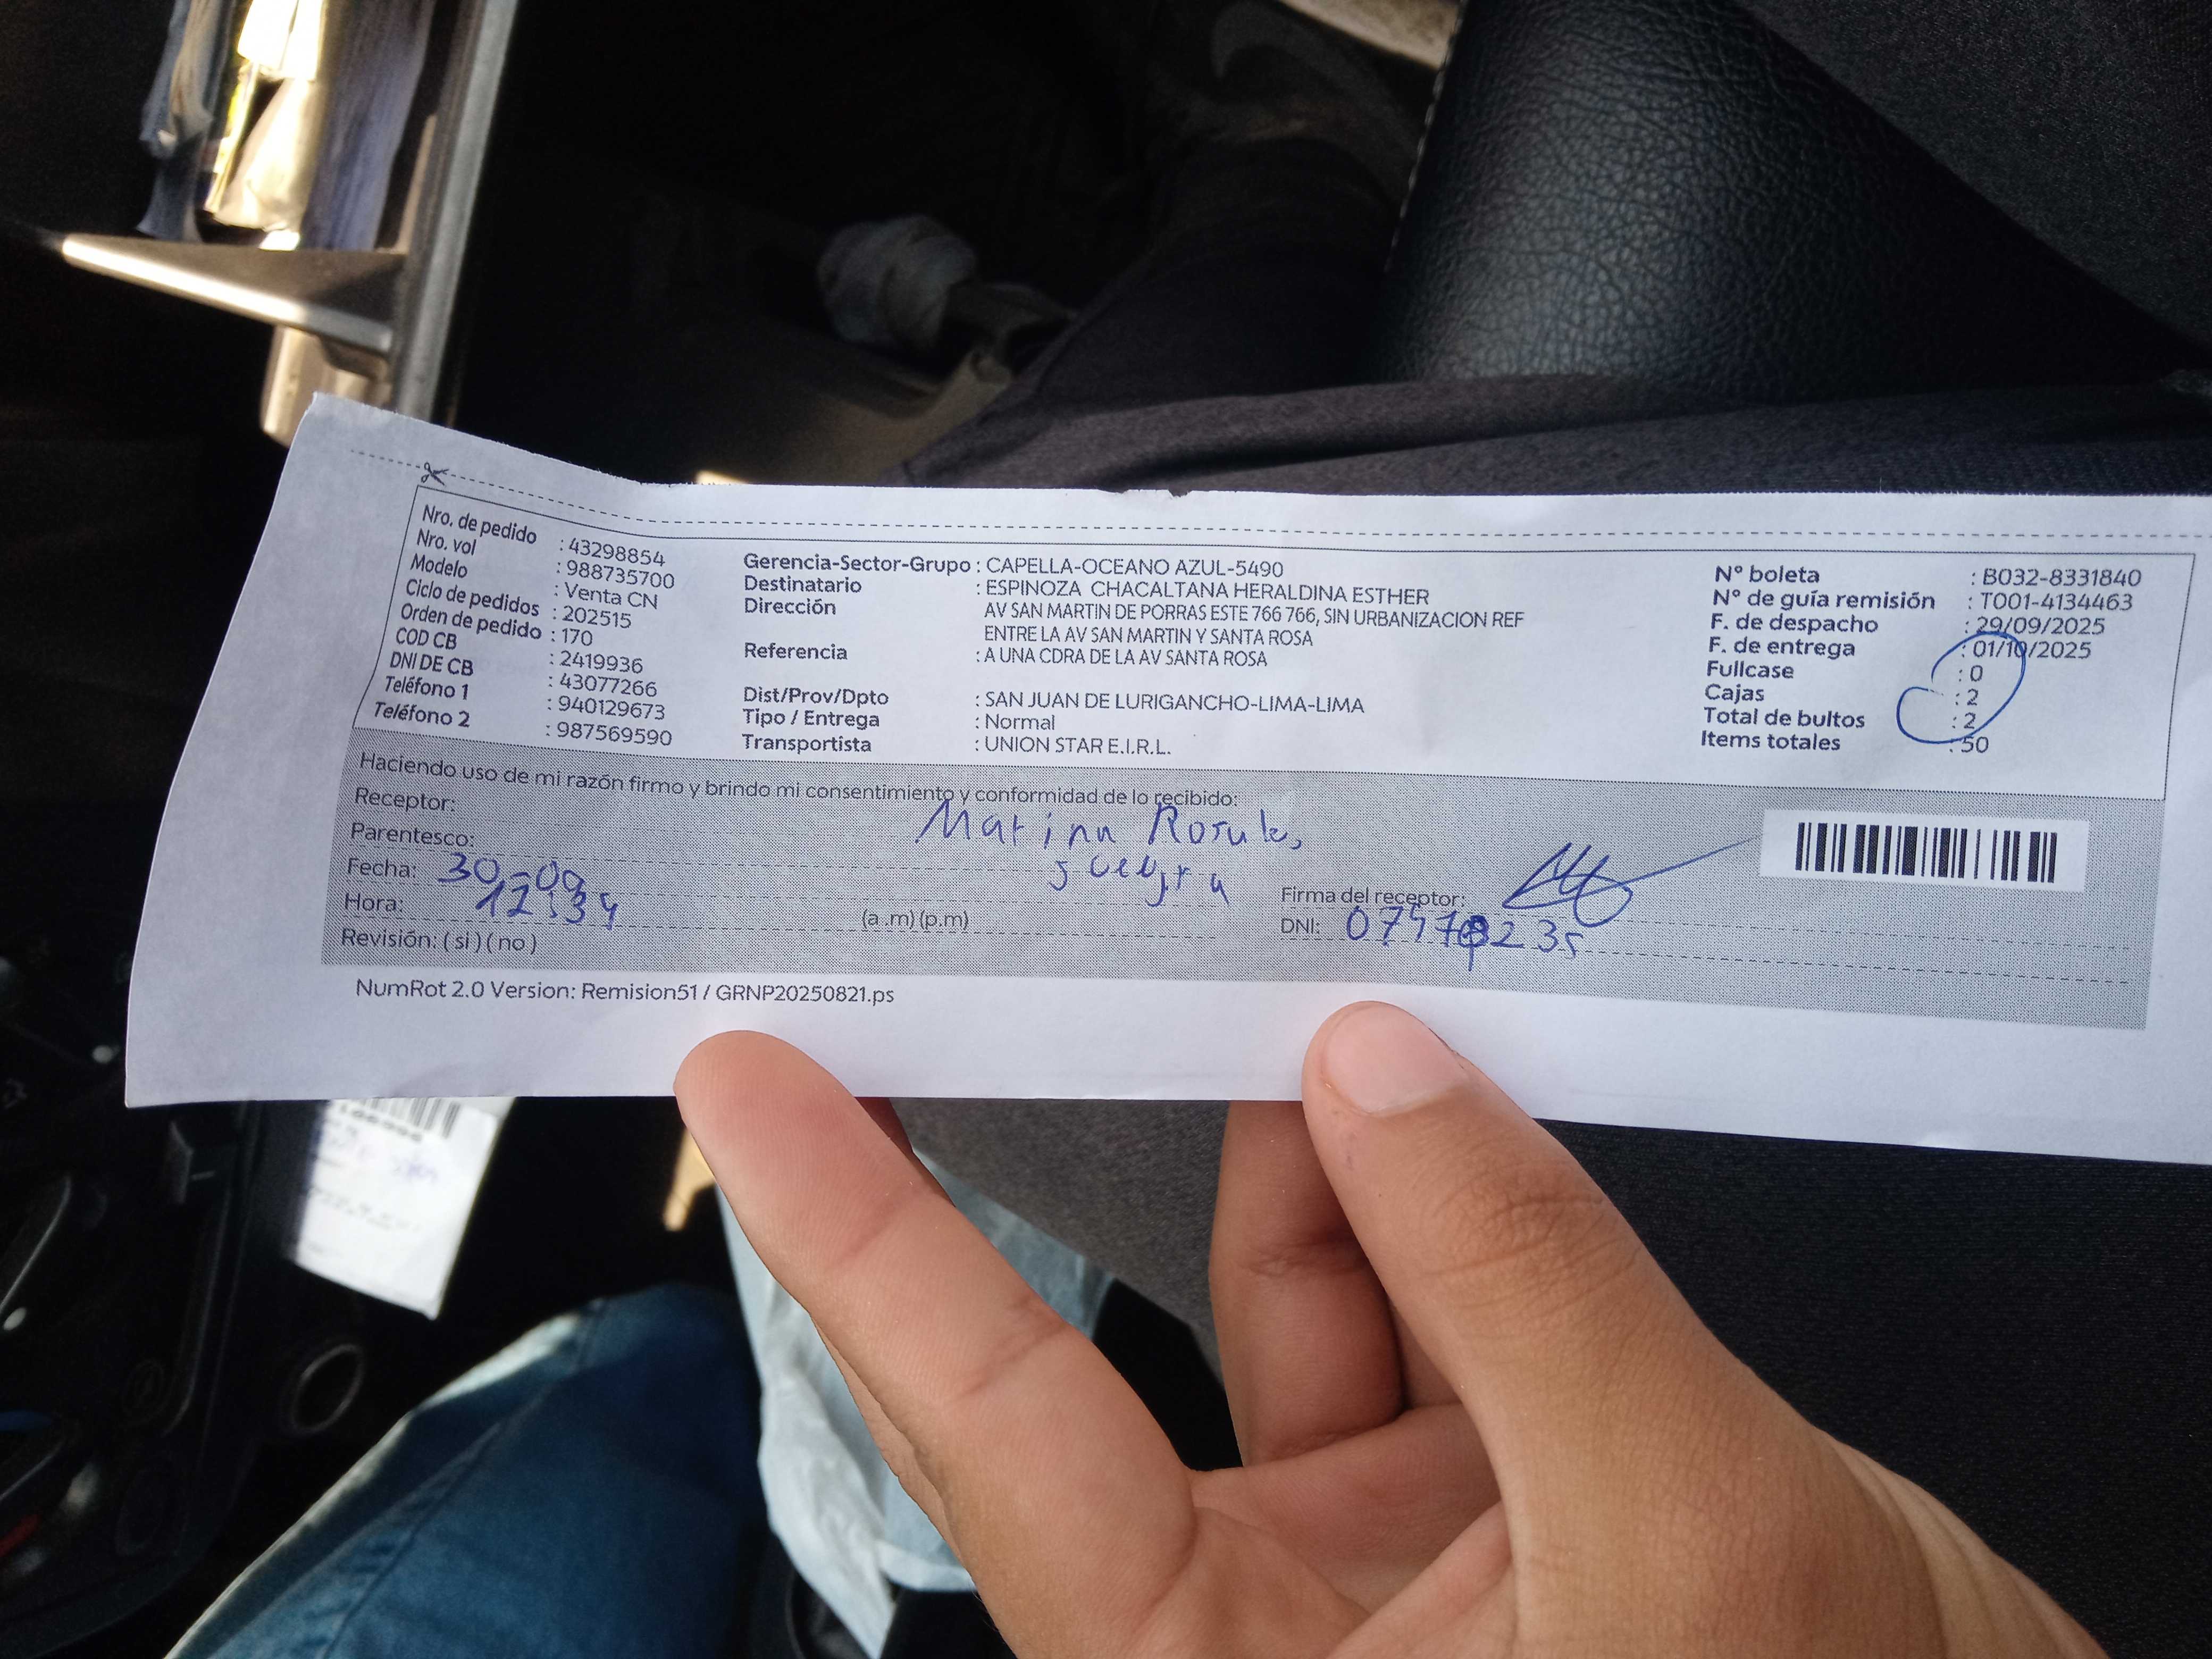 Nro. de pedido : 43298854
Nro. vol : 988735700
Modelo : Venta CN
Ciclo de pedidos : 202515
Orden de pedido : 170
COD CB : 2419936
DNI DE CB : 43077266
Teléfono 1 : 940129673
Teléfono 2 : 987569590
Gerencia-Sector-Grupo : CAPELLA-OCEANO AZUL-5490
Destinatario : ESPINOZA CHACALTANA HERALDINA ESTHER
Dirección AV SAN MARTIN DE PORRAS ESTE 766 766, SIN URBANIZACION REF
ENTRE LA AV SAN MARTIN Y SANTA ROSA
Referencia : A UNA CDRA DE LA AV SANTA ROSA
Dist/Prov/Dpto : SAN JUAN DE LURIGANCHO-LIMA-LIMA
Tipo / Entrega : Normal
Transportista : UNION STAR E.I.R.L.
N° boleta : B032-8331840
N° de guía remisión : T001-4134463
F. de despacho : 29/09/2025
F. de entrega : 01/10/2025
Fullcase : 0
Cajas : 2
Total de bultos : 2
Items totales : 50
Haciendo uso de mi razón firmo y brindo mi consentimiento y conformidad de lo recibido:
Receptor: Marina
Parentesco: suegra
Fecha: 30-09
Hora: 12:34 (a .m) (p.m)
Revisión: ( si ) ( no )
Firma del receptor:
DNI:
NumRot 2.0 Version: Remision51 / GRNP20250821.ps